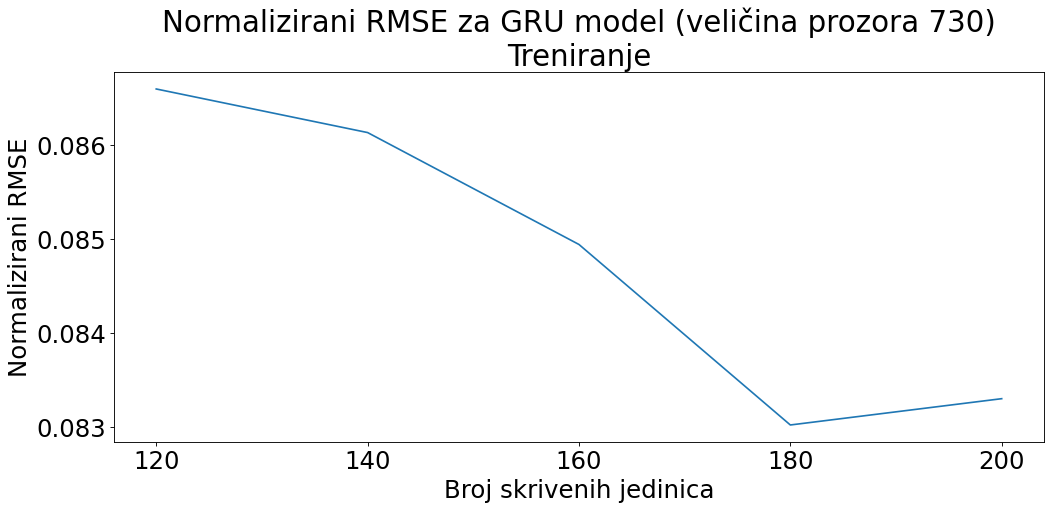 Normalizirani RMSE za GRU model (veličina prozora 730)
Treniranje
Normalizirani RMSE
0.086
0.085
0.084
0.083
120 140 160 180 200
Broj skrivenih jedinica